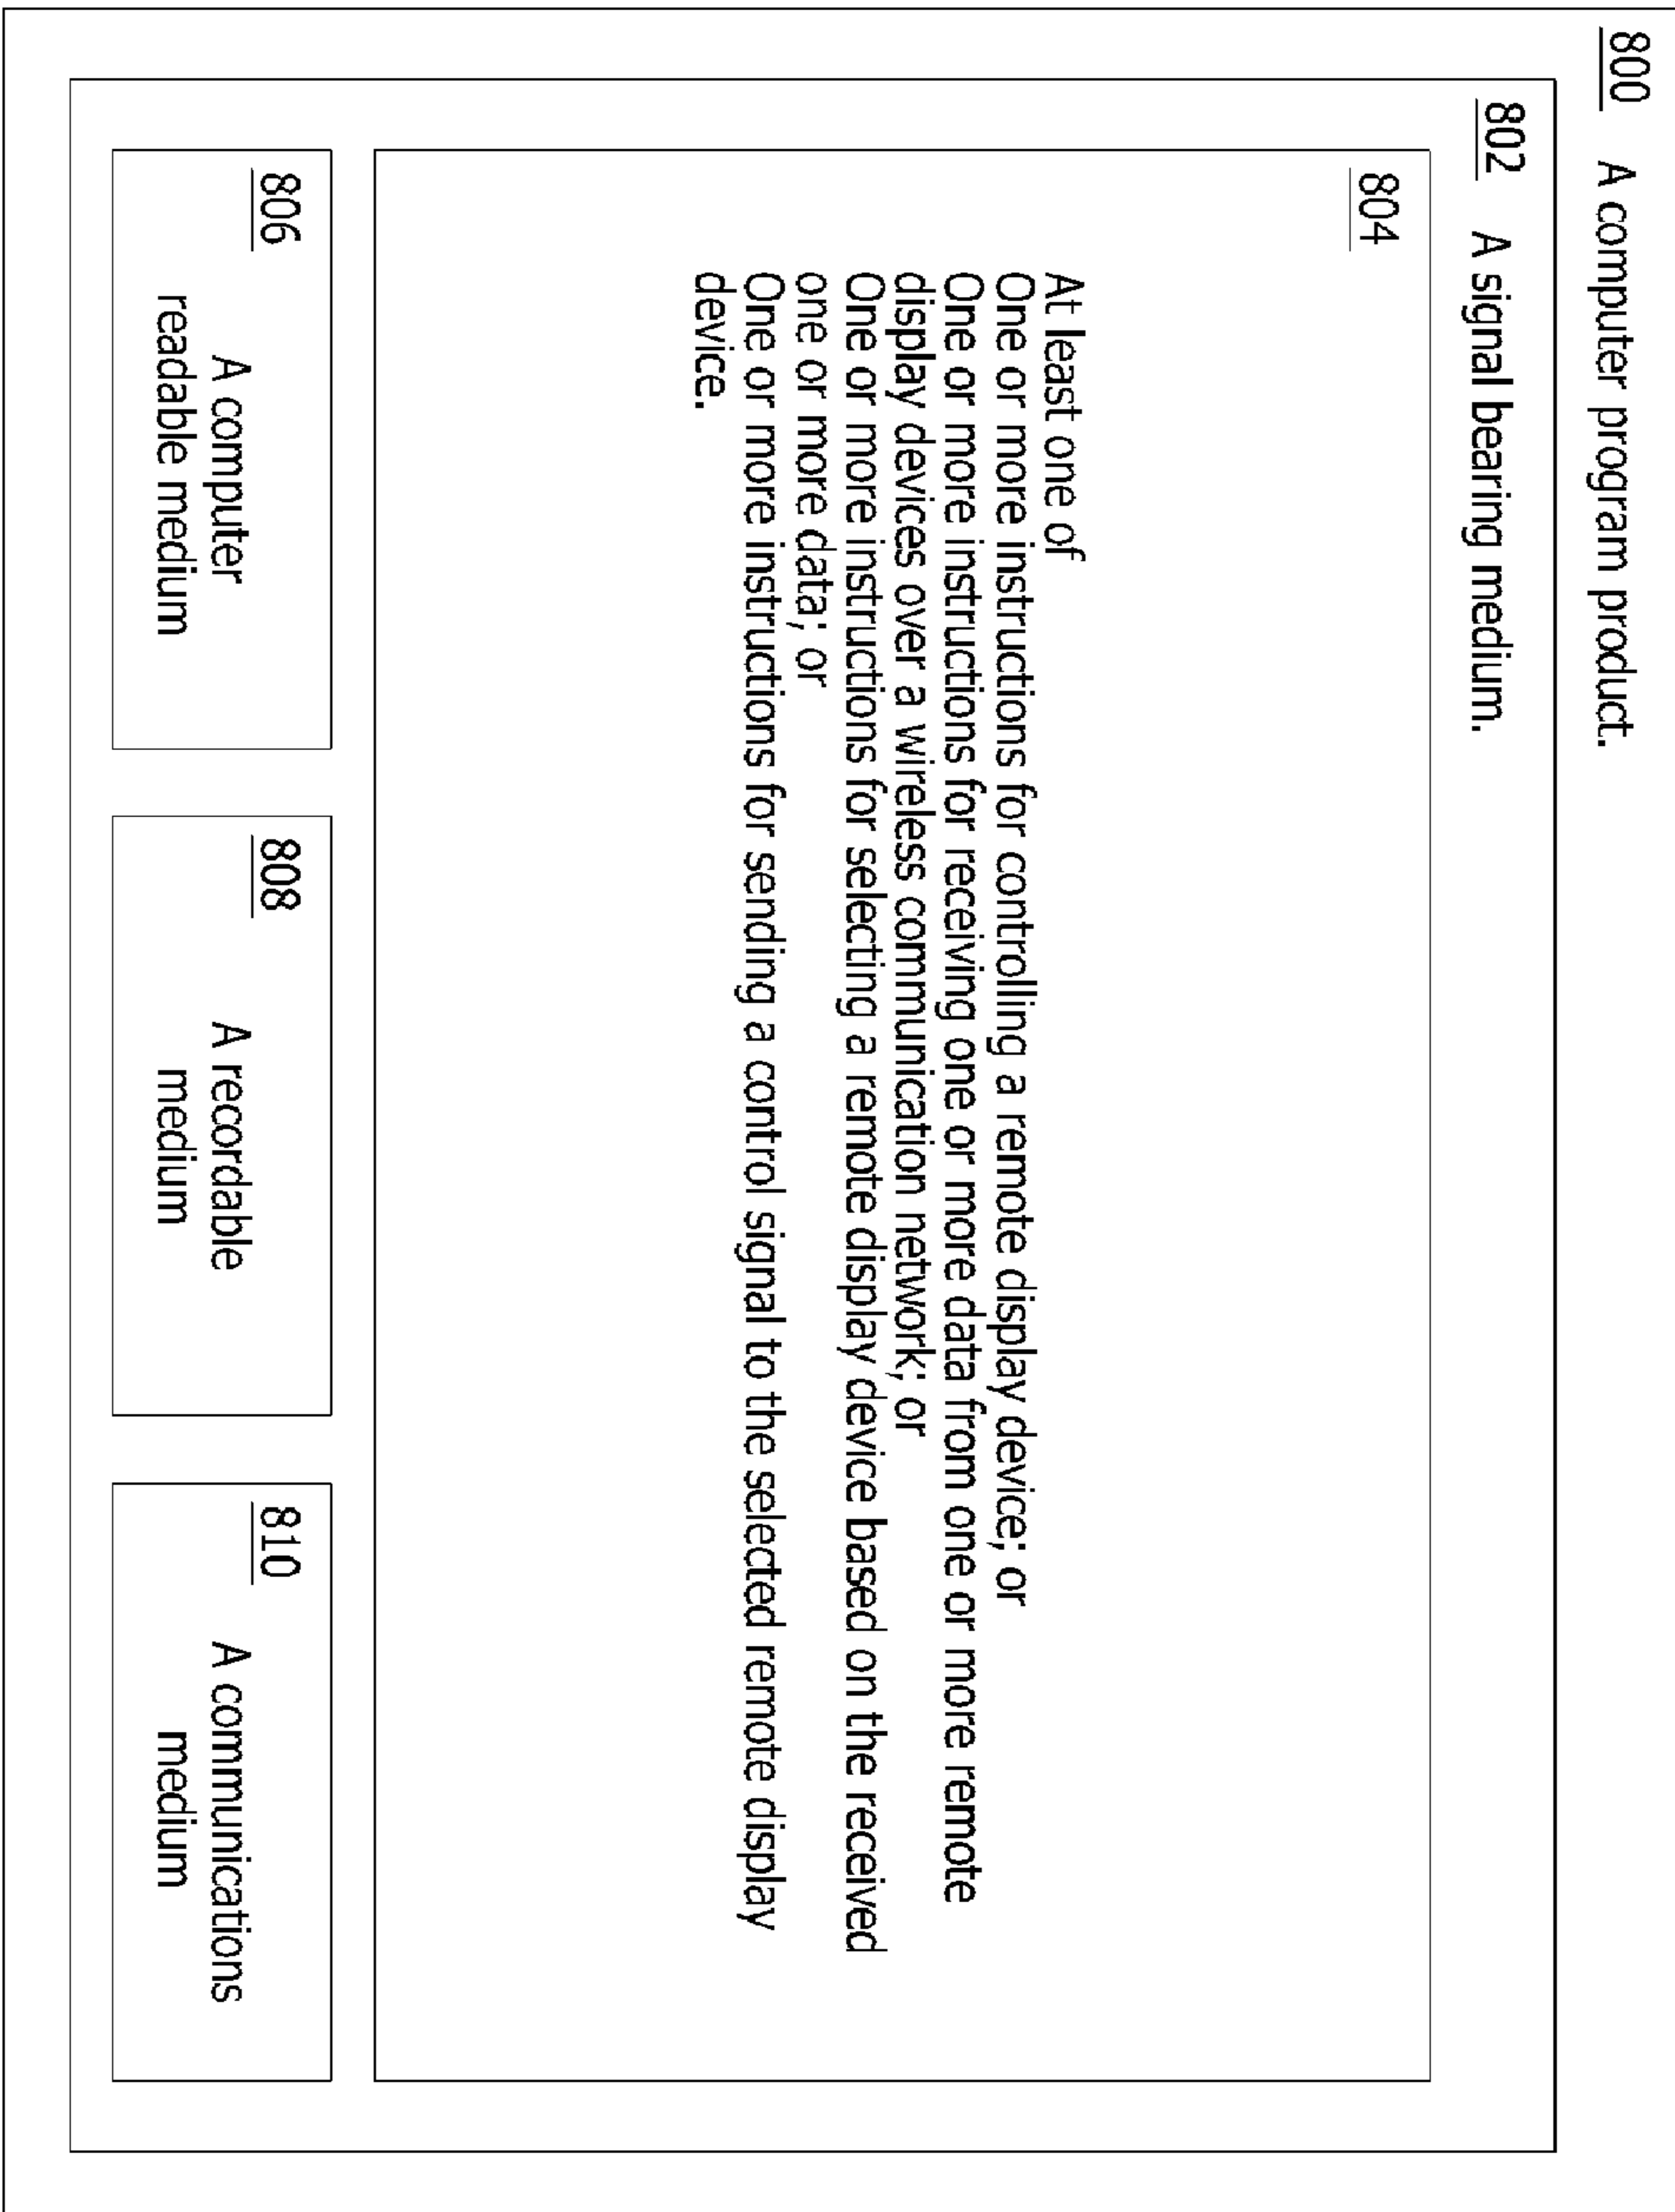 800 A computer program product.
802 A signal bearing medium.
804
At least one of
One or more instructions for controlling a remote display device; or
One or more instructions for receiving one or more data from one or more remote
display devices over a wireless communication network; or
One or more instructions for selecting a remote display device based on the received
one or more data; or
One or more instructions for sending a control signal to the selected remote display
device.
806 A computer
readable medium
808 A recordable
medium
810 A communications
medium